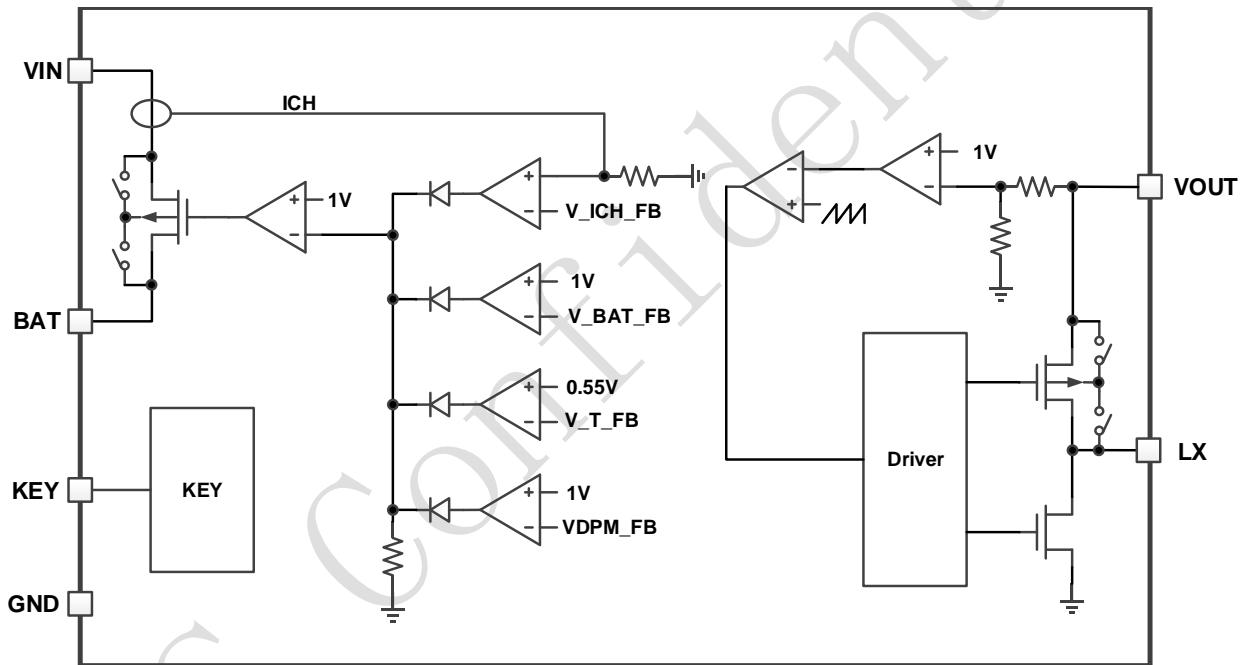 VIN
ICH
1V
V_ICH_FB
1V
VOUT
1V
V_BAT_FB
BAT
0.55V
V_T_FB
Driver
LX
KEY
KEY
1V
VDPM_FB
GND
Confident